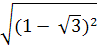 √((1 − √3)²)